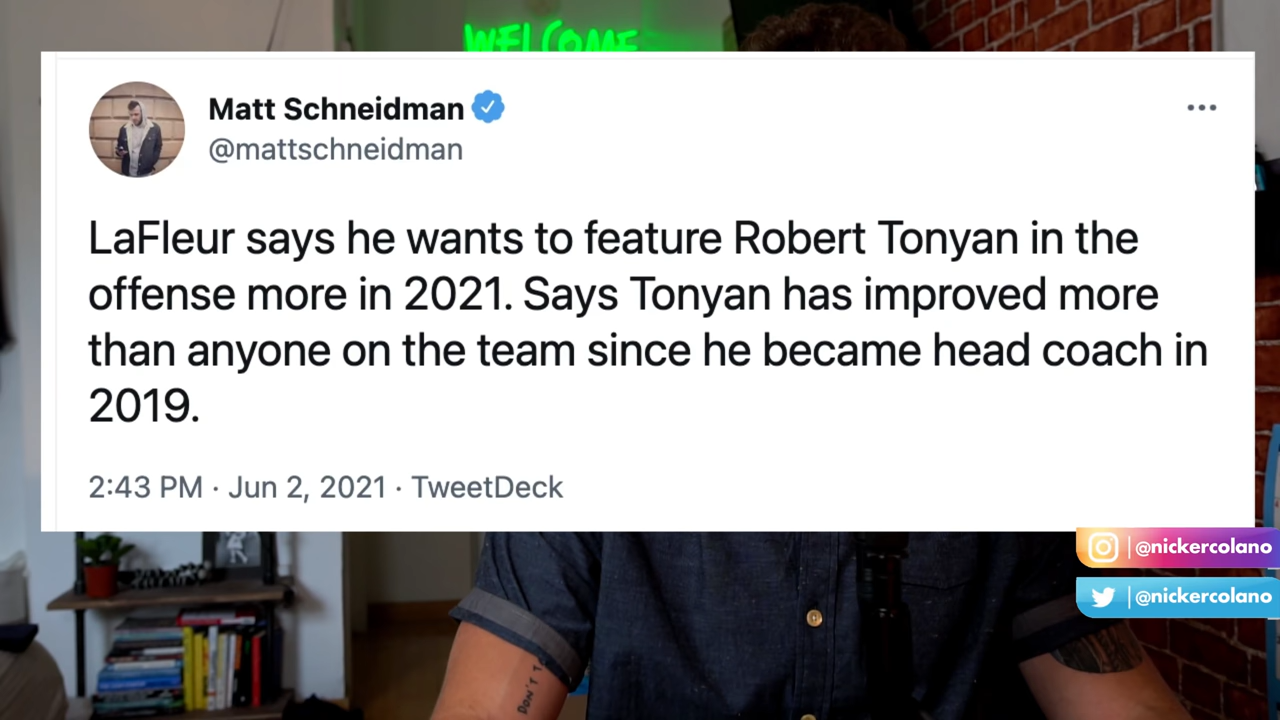 WELCOME
Matt Schneidman
@mattschneidman
LaFleur says he wants to feature Robert Tonyan in the
offense more in 2021. Says Tonyan has improved more
than anyone on the team since he became head coach in
2019.
2:43 PM · Jun 2, 2021 · TweetDeck
@nickercolano
@nickercolano
DON'T